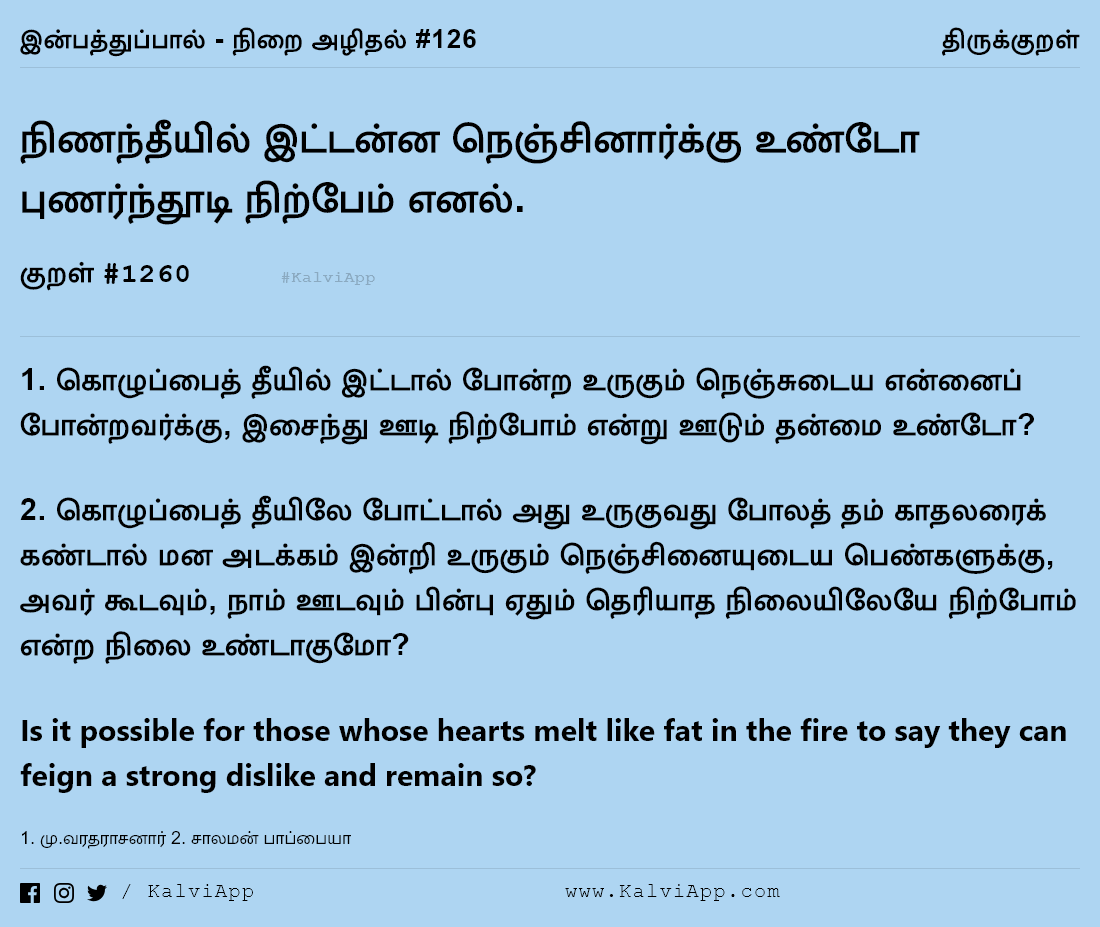 இன்பத்துப்பால் - நிறை அழிதல் #126 திருக்குறள்
நிணந்தீயில் இட்டன்ன நெஞ்சினார்க்கு உண்டோ
புணர்ந்தூடி நிற்பேம் எனல்.
குறள் #1260 #KalviApp
1. கொழுப்பைத் தீயில் இட்டால் போன்ற உருகும் நெஞ்சுடைய என்னைப்
போன்றவர்க்கு, இசைந்து ஊடி நிற்போம் என்று ஊடும் தன்மை உண்டோ?
2. கொழுப்பைத் தீயிலே போட்டால் அது உருகுவது போலத் தம் காதலரைக்
கண்டால் மன அடக்கம் இன்றி உருகும் நெஞ்சினையுடைய பெண்களுக்கு,
அவர் கூடவும், நாம் ஊடவும் பின்பு ஏதும் தெரியாத நிலையிலேயே நிற்போம்
என்ற நிலை உண்டாகுமோ?
Is it possible for those whose hearts melt like fat in the fire to say they can
feign a strong dislike and remain so?
1. மு.வரதராசனார் 2. சாலமன் பாப்பையா
/ KalviApp www.KalviApp.com